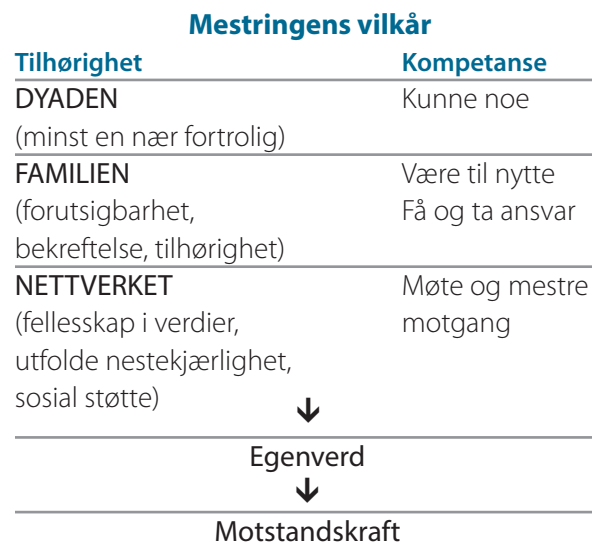 Mestringens vilkår
Tilhørighet Kompetanse
DYADEN Kunne noe
(minst en nær fortrolig)
FAMILIEN Være til nytte
(forutsigbarhet, Få og ta ansvar
bekreftelse, tilhørighet)
NETTVERKET Møte og mestre
(fellesskap i verdier, motgang
utfolde nestekjærlighet,
sosial støtte)
Egenverd
Motstandskraft